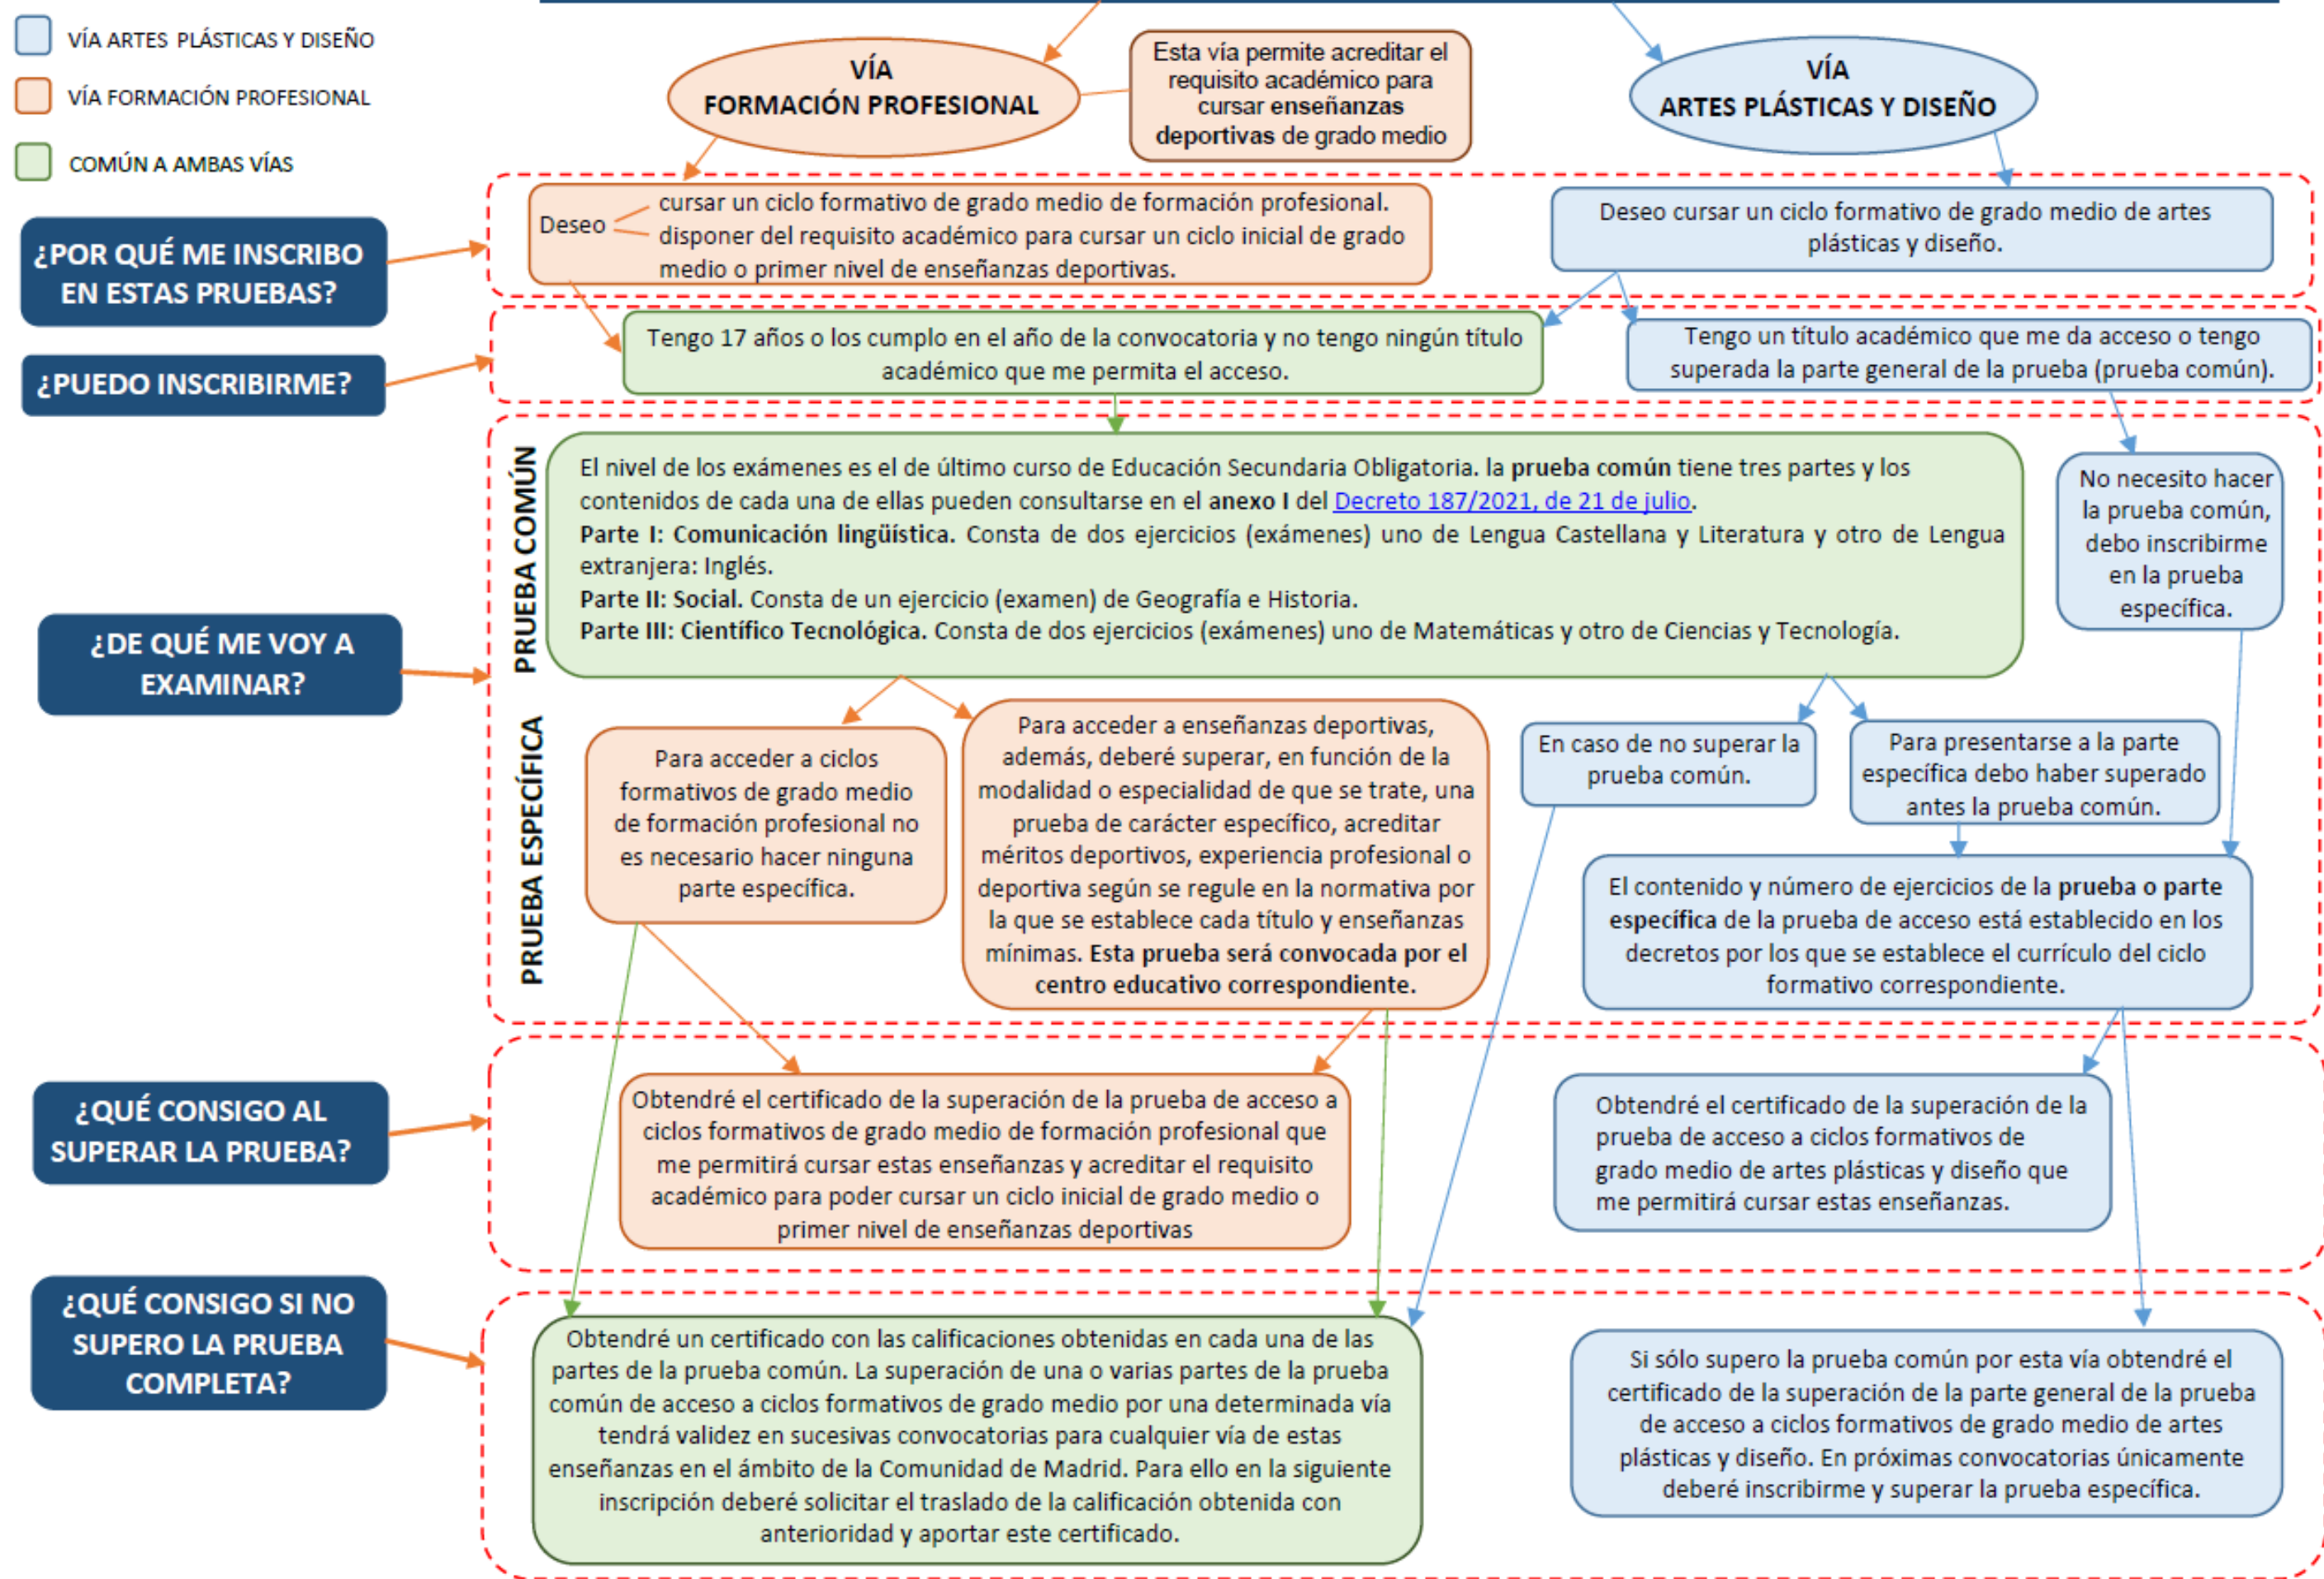 VÍA ARTES PLÁSTICAS Y DISEÑO
VÍA FORMACIÓN PROFESIONAL
COMÚN A AMBAS VÍAS
VÍA
FORMACIÓN PROFESIONAL
Esta vía permite acreditar el
requisito académico para
cursar enseñanzas
deportivas de grado medio
VÍA
ARTES PLÁSTICAS Y DISEÑO
¿POR QUÉ ME INSCRIBO
EN ESTAS PRUEBAS?
Deseo
cursar un ciclo formativo de grado medio de formación profesional.
disponer del requisito académico para cursar un ciclo inicial de grado
medio o primer nivel de enseñanzas deportivas.
Deseo cursar un ciclo formativo de grado medio de artes
plásticas y diseño.
¿PUEDO INSCRIBIRME?
Tengo 17 años o los cumplo en el año de la convocatoria y no tengo ningún título
académico que me permita el acceso.
Tengo un título académico que me da acceso o tengo
superada la parte general de la prueba (prueba común).
¿DE QUÉ ME VOY A
EXAMINAR?
PRUEBA COMÚN
El nivel de los exámenes es el de último curso de Educación Secundaria Obligatoria. la prueba común tiene tres partes y los
contenidos de cada una de ellas pueden consultarse en el anexo I del Decreto 187/2021, de 21 de julio.
Parte I: Comunicación lingüística. Consta de dos ejercicios (exámenes) uno de Lengua Castellana y Literatura y otro de Lengua
extranjera: Inglés.
Parte II: Social. Consta de un ejercicio (examen) de Geografía e Historia.
Parte III: Científico Tecnológica. Consta de dos ejercicios (exámenes) uno de Matemáticas y otro de Ciencias y Tecnología.
No necesito hacer
la prueba común,
debo inscribirme
en la prueba
específica.
PRUEBA ESPECÍFICA
Para acceder a ciclos
formativos de grado medio
de formación profesional no
es necesario hacer ninguna
parte específica.
Para acceder a enseñanzas deportivas,
además, deberé superar, en función de la
modalidad o especialidad de que se trate, una
prueba de carácter específico, acreditar
méritos deportivos, experiencia profesional o
deportiva según se regule en la normativa por
la que se establece cada título y enseñanzas
mínimas. Esta prueba será convocada por el
centro educativo correspondiente.
En caso de no superar la
prueba común.
Para presentarse a la parte
específica debo haber superado
antes la prueba común.
El contenido y número de ejercicios de la prueba o parte
específica de la prueba de acceso está establecido en los
decretos por los que se establece el currículo del ciclo
formativo correspondiente.
¿QUÉ CONSIGO AL
SUPERAR LA PRUEBA?
Obtendré el certificado de la superación de la prueba de acceso a
ciclos formativos de grado medio de formación profesional que
me permitirá cursar estas enseñanzas y acreditar el requisito
académico para poder cursar un ciclo inicial de grado medio o
primer nivel de enseñanzas deportivas
Obtendré el certificado de la superación de la
prueba de acceso a ciclos formativos de
grado medio de artes plásticas y diseño que
me permitirá cursar estas enseñanzas.
¿QUÉ CONSIGO SI NO
SUPERO LA PRUEBA
COMPLETA?
Obtendré un certificado con las calificaciones obtenidas en cada una de las
partes de la prueba común. La superación de una o varias partes de la prueba
común de acceso a ciclos formativos de grado medio por una determinada vía
tendrá validez en sucesivas convocatorias para cualquier vía de estas
enseñanzas en el ámbito de la Comunidad de Madrid. Para ello en la siguiente
inscripción deberé solicitar el traslado de la calificación obtenida con
anterioridad y aportar este certificado.
Si sólo supero la prueba común por esta vía obtendré el
certificado de la superación de la parte general de la prueba
de acceso a ciclos formativos de grado medio de artes
plásticas y diseño. En próximas convocatorias únicamente
deberé inscribirme y superar la prueba específica.